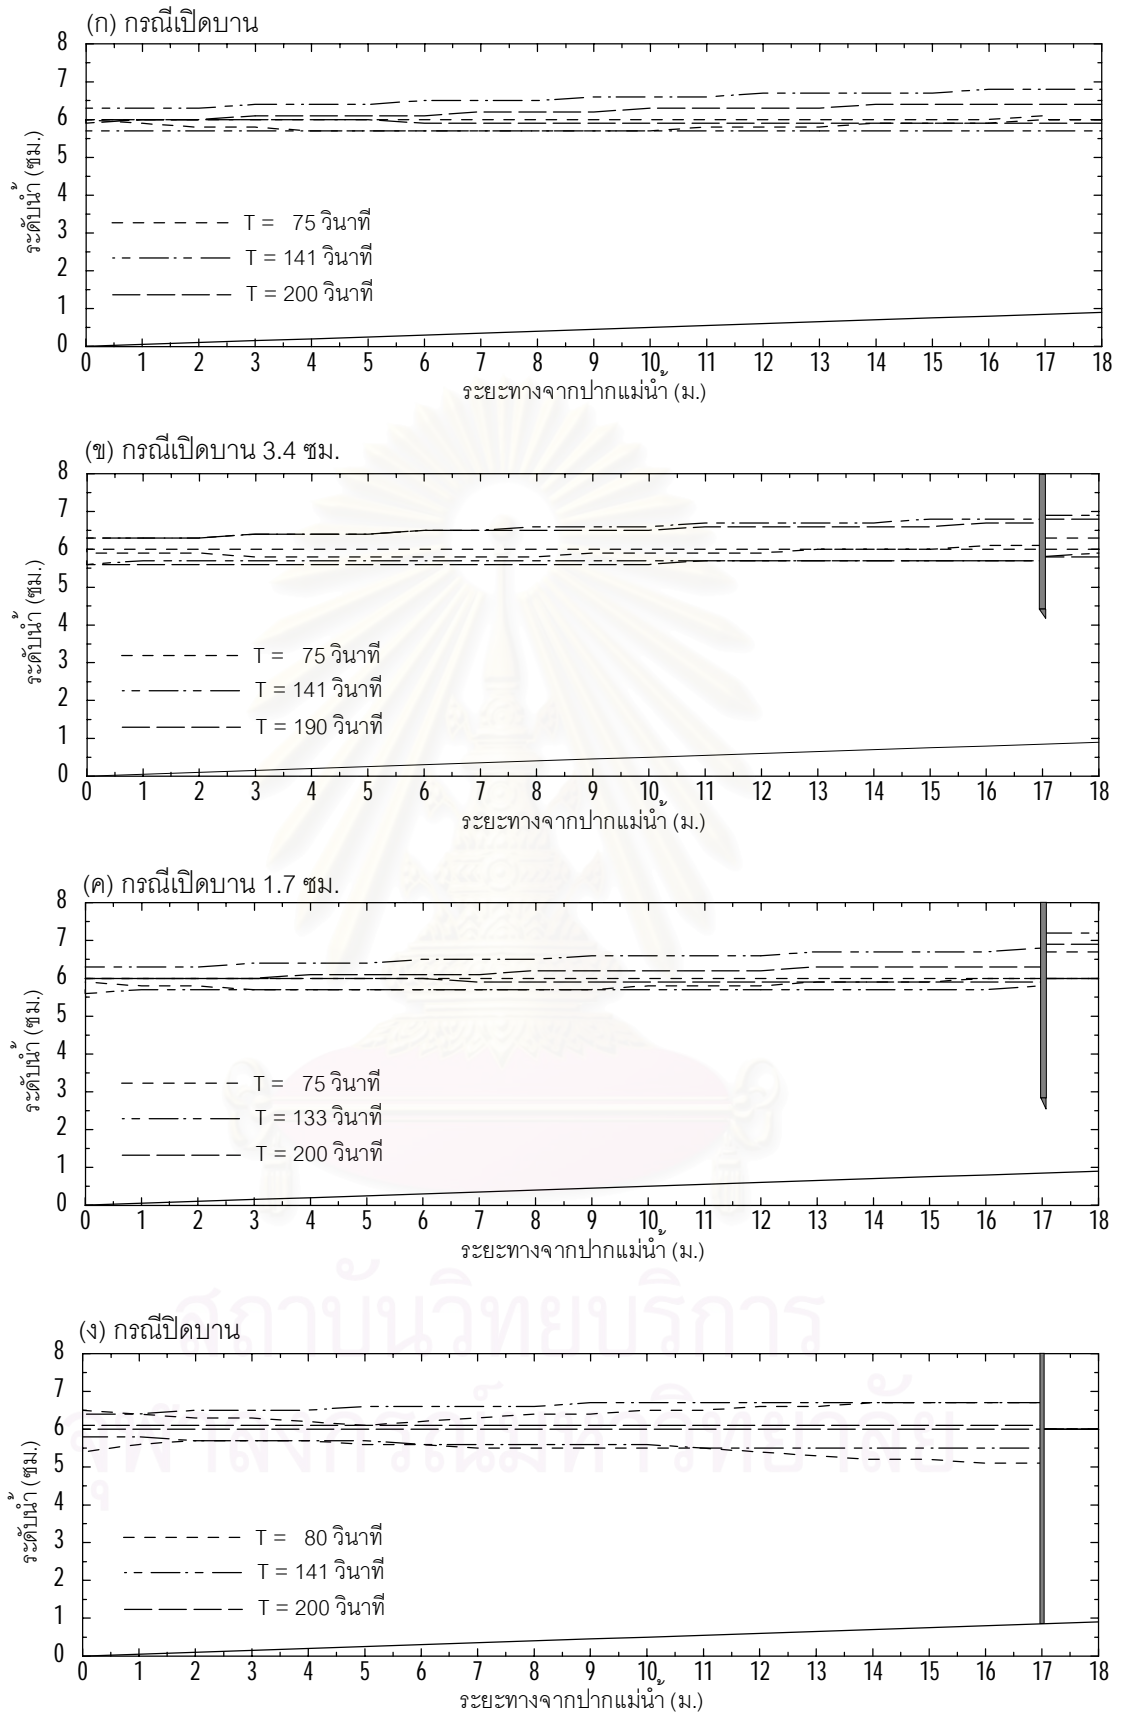 (ก) กรณีเปิดบาน
8
7
6
5
4
3
2
1
0
ระดับน้ำ (ซม.)
T = 75 วินาที
T = 141 วินาที
T = 200 วินาที
0 1 2 3 4 5 6 7 8 9 10 11 12 13 14 15 16 17 18
ระยะทางจากปากแม่น้ำ (ม.)
(ข) กรณีเปิดบาน 3.4 ซม.
8
7
6
5
4
3
2
1
0
ระดับน้ำ (ซม.)
T = 75 วินาที
T = 141 วินาที
T = 190 วินาที
0 1 2 3 4 5 6 7 8 9 10 11 12 13 14 15 16 17 18
ระยะทางจากปากแม่น้ำ (ม.)
(ค) กรณีเปิดบาน 1.7 ซม.
8
7
6
5
4
3
2
1
0
ระดับน้ำ (ซม.)
T = 75 วินาที
T = 133 วินาที
T = 200 วินาที
0 1 2 3 4 5 6 7 8 9 10 11 12 13 14 15 16 17 18
ระยะทางจากปากแม่น้ำ (ม.)
สถาบันวิทยบริการ
(ง) กรณีปิดบาน
8
7
6
5
4
3
2
1
0
ระดับน้ำ (ซม.)
จุฬาลงกรณ์มหาวิทยาลัย
T = 80 วินาที
T = 141 วินาที
T = 200 วินาที
0 1 2 3 4 5 6 7 8 9 10 11 12 13 14 15 16 17 18
ระยะทางจากปากแม่น้ำ (ม.)